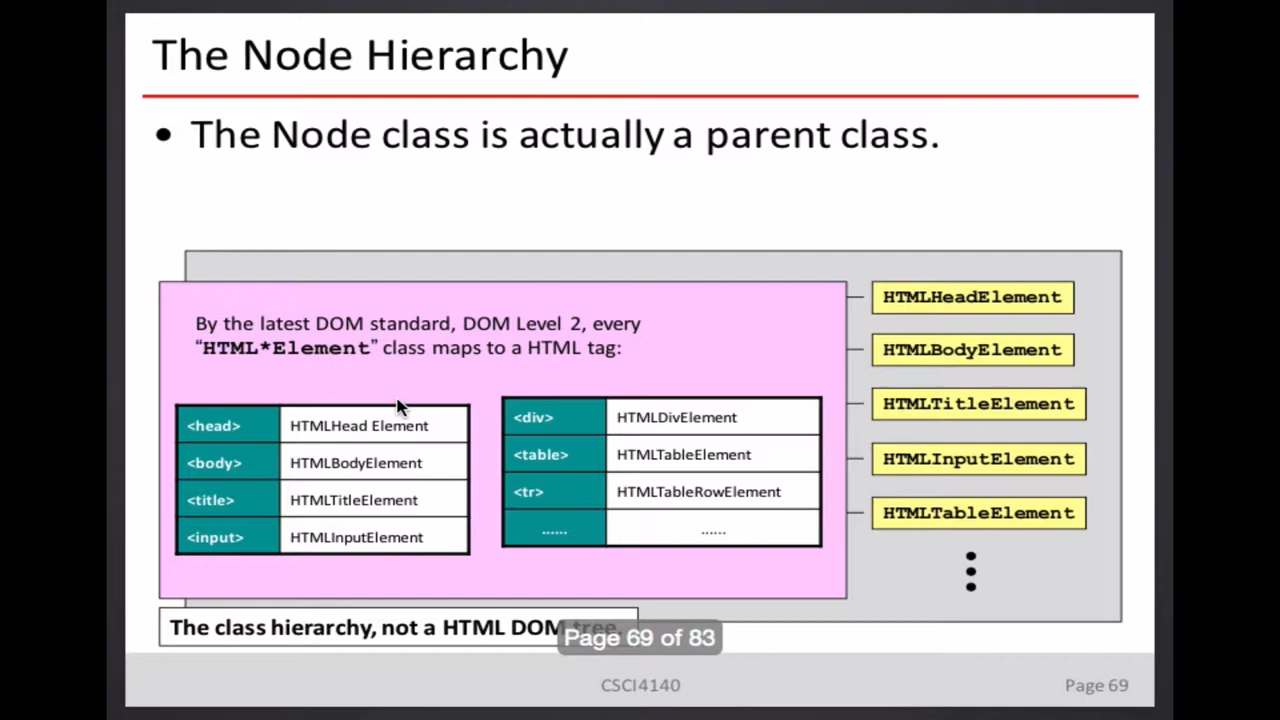 The Node Hierarchy
• The Node class is actually a parent class.
By the latest DOM standard, DOM Level 2, every
“HTML*Element” class maps to a HTML tag:
<head> HTMLHead Element
<body> HTMLBodyElement
<title> HTMLTitleElement
<input> HTMLInputElement
<div> HTMLDivElement
<table> HTMLTableElement
<tr> HTMLTableRowElement
...... ......
HTMLHeadElement
HTMLBodyElement
HTMLTitleElement
HTMLInputElement
HTMLTableElement
The class hierarchy, not a HTML DOM tree.
Page 69 of 83
CSCI4140
Page 69